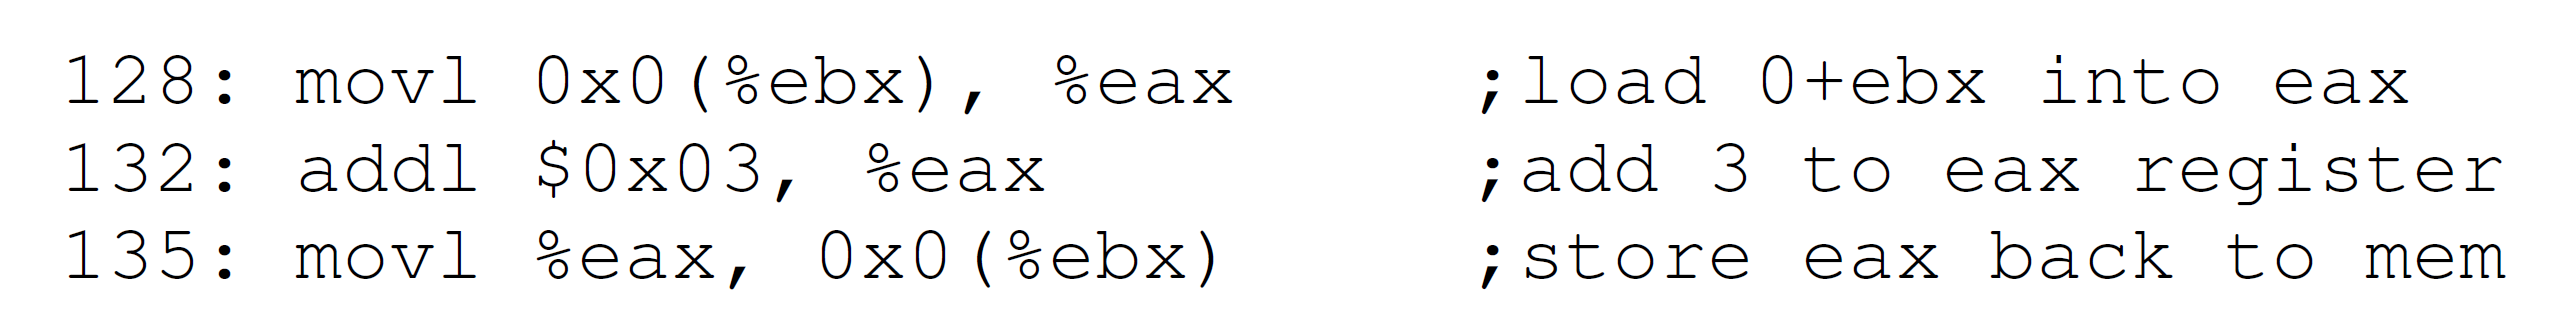 128: movl 0x0(%ebx), %eax ;load 0+ebx into eax
132: addl $0x03, %eax ;add 3 to eax register
135: movl %eax, 0x0(%ebx) ;store eax back to mem